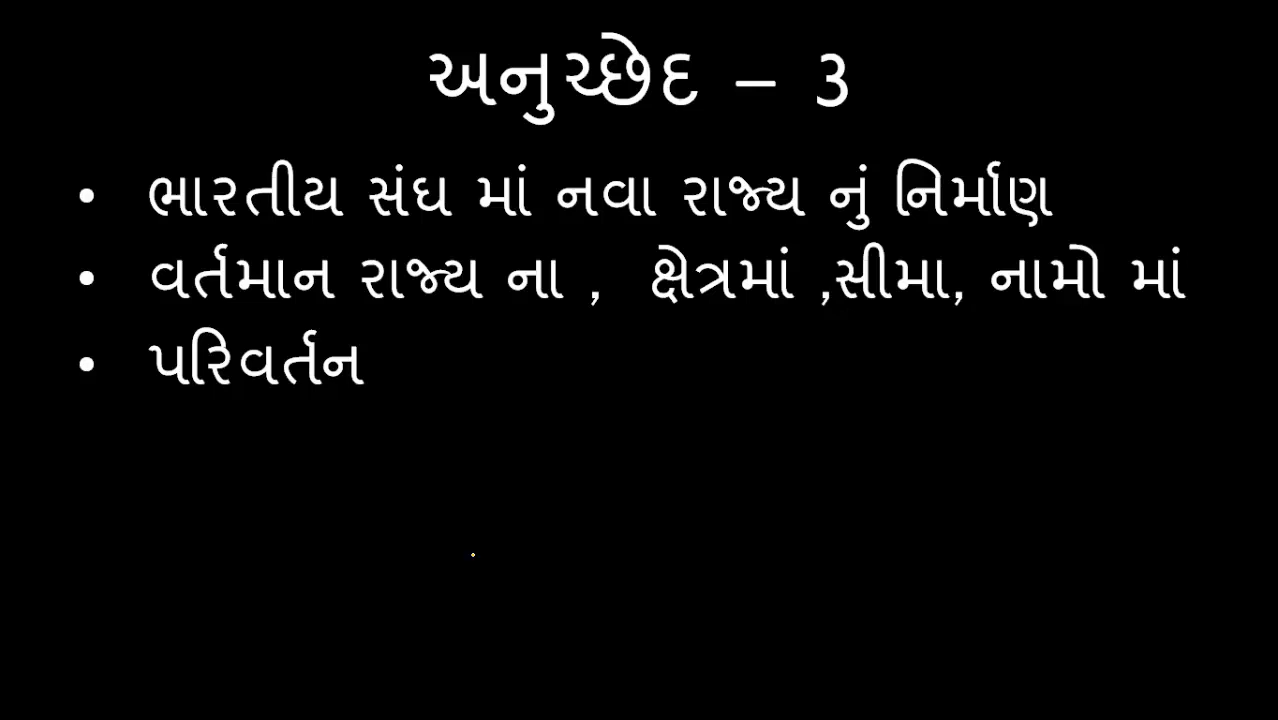 અનુચ્છેદ – 3
• ભારતીય સંઘ માં નવા રાજ્ય નું નિર્માણ
• વર્તમાન રાજ્ય ના , ક્ષેત્રમાં ,સીમા, નામો માં
• પરિવર્તન